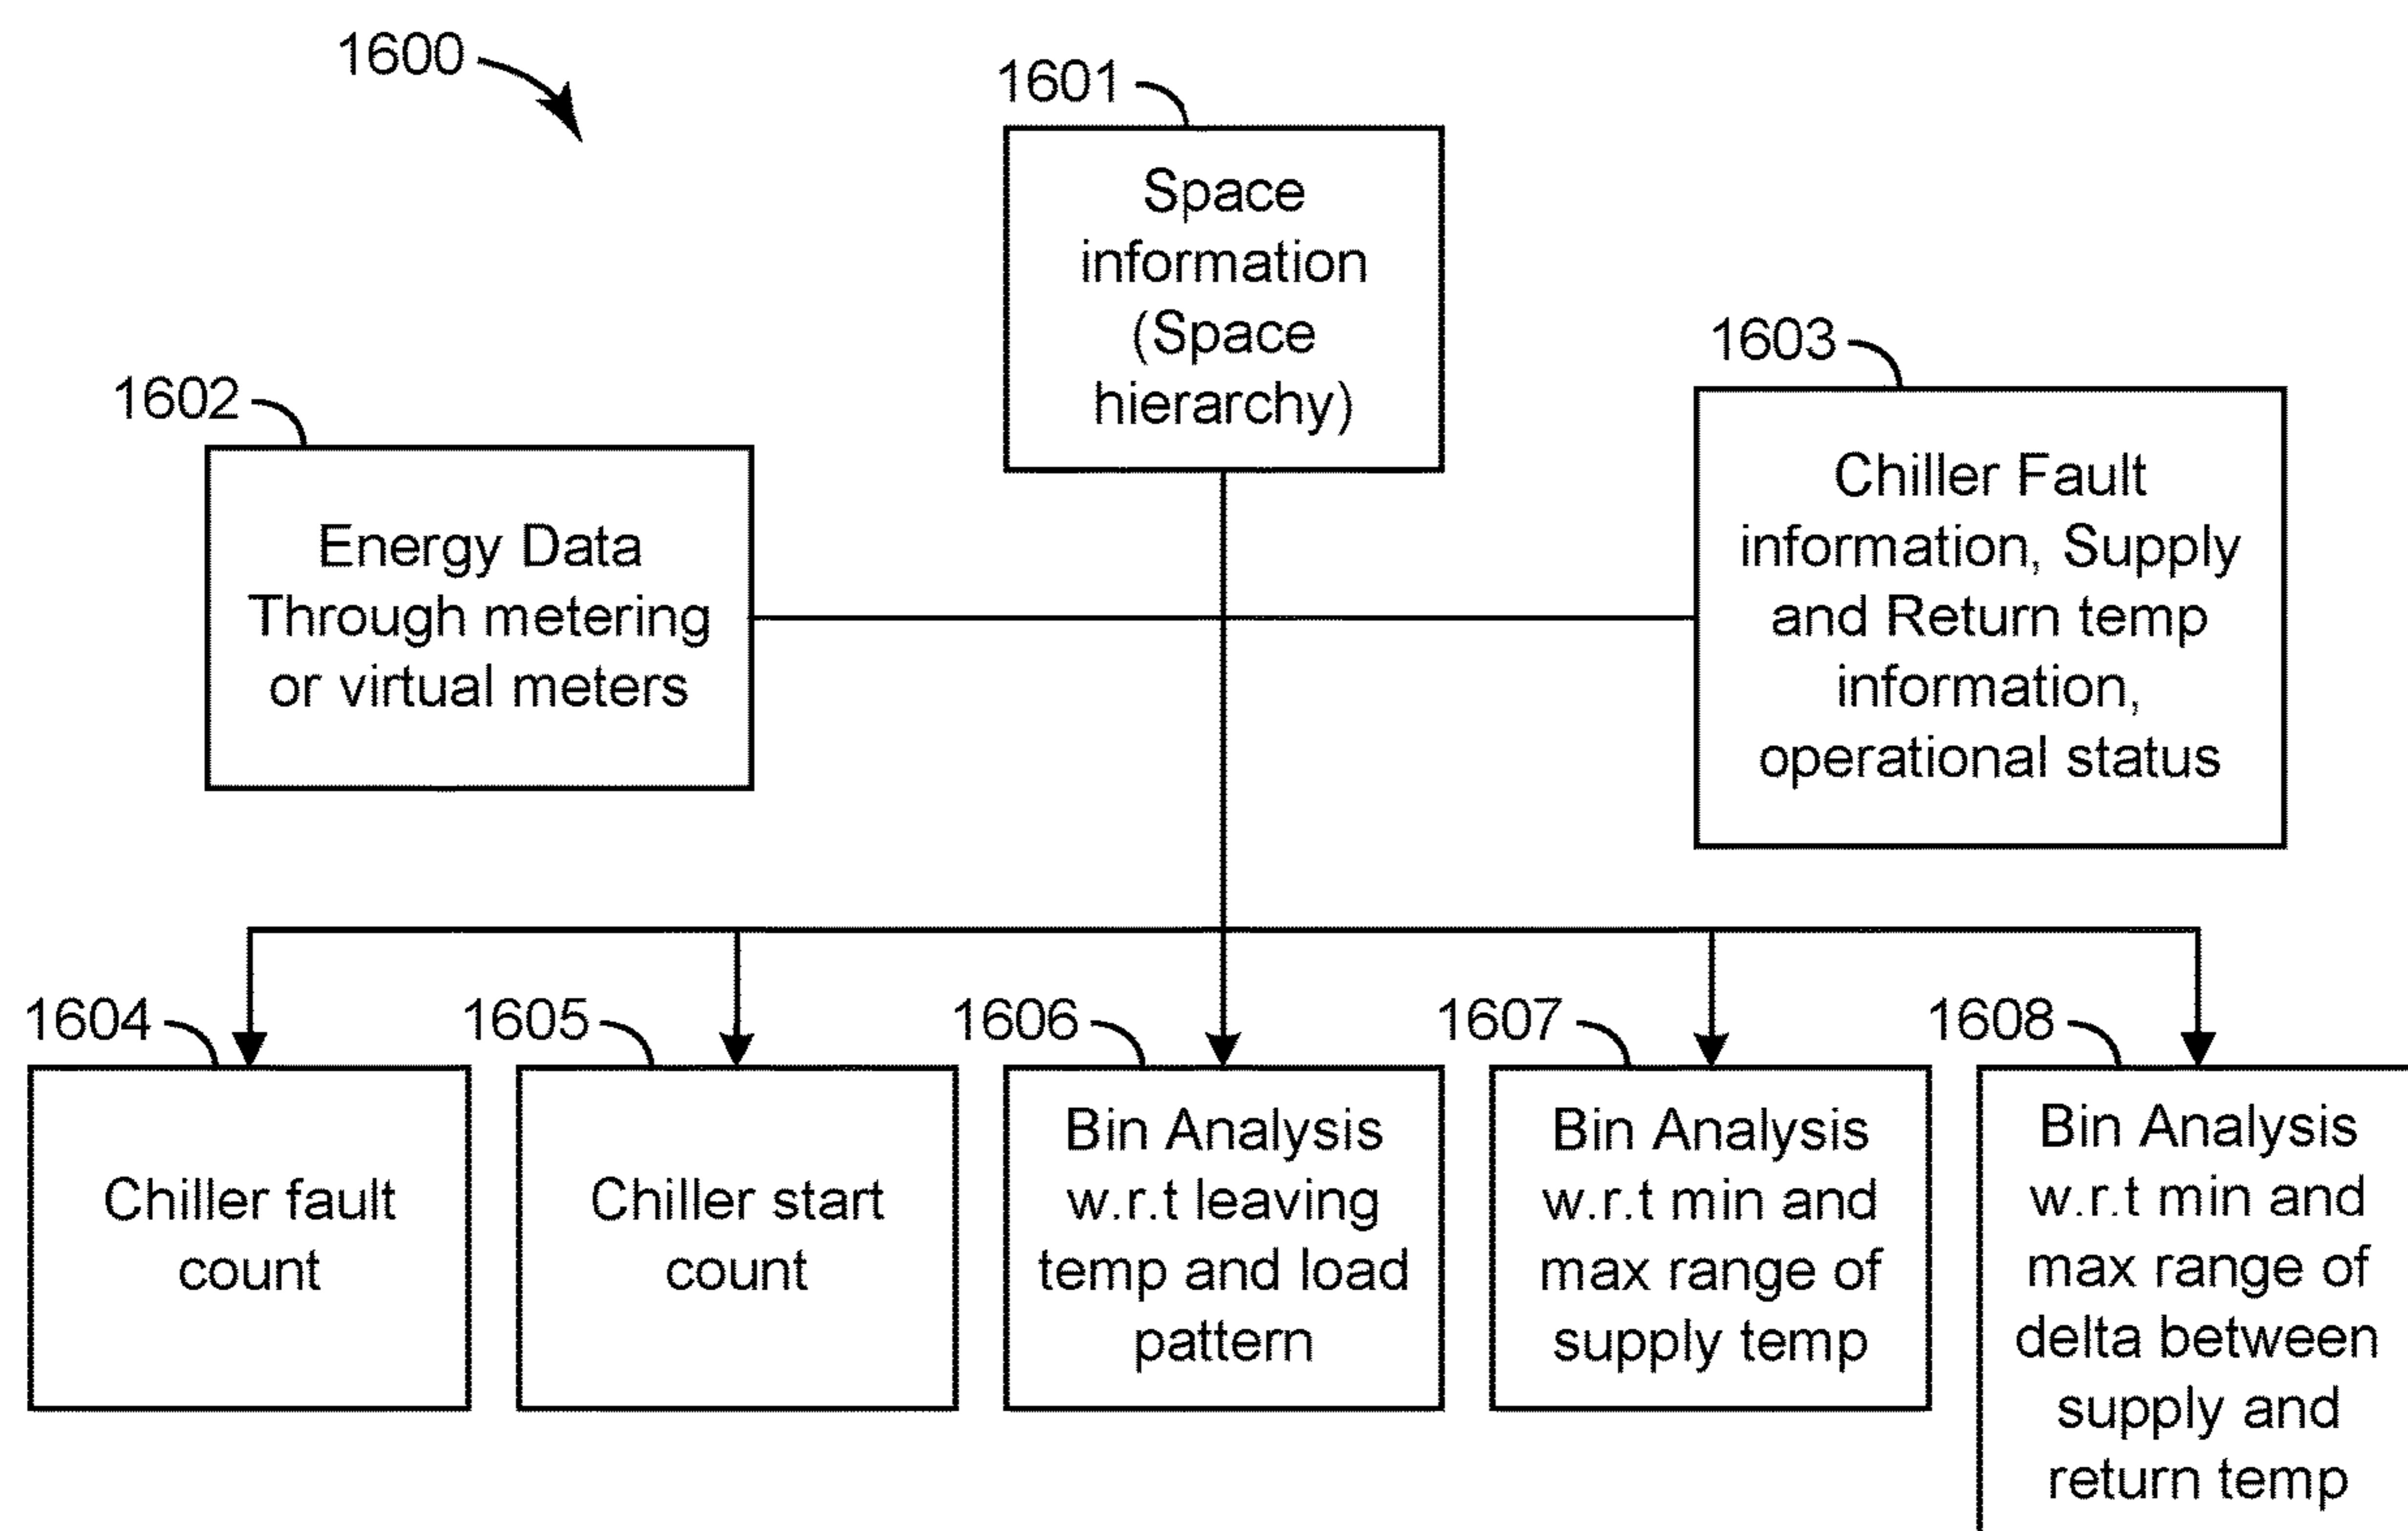 1600
1601
Space
information
(Space
hierarchy)
1602
Energy Data
Through metering
or virtual meters
1603
Chiller Fault
information, Supply
and Return temp
information,
operational status
1604
Chiller fault
count
1605
Chiller start
count
1606
Bin Analysis
w.r.t leaving
temp and load
pattern
1607
Bin Analysis
w.r.t min and
max range of
supply temp
1608
Bin Analysis
w.r.t min and
max range of
delta between
supply and
return temp